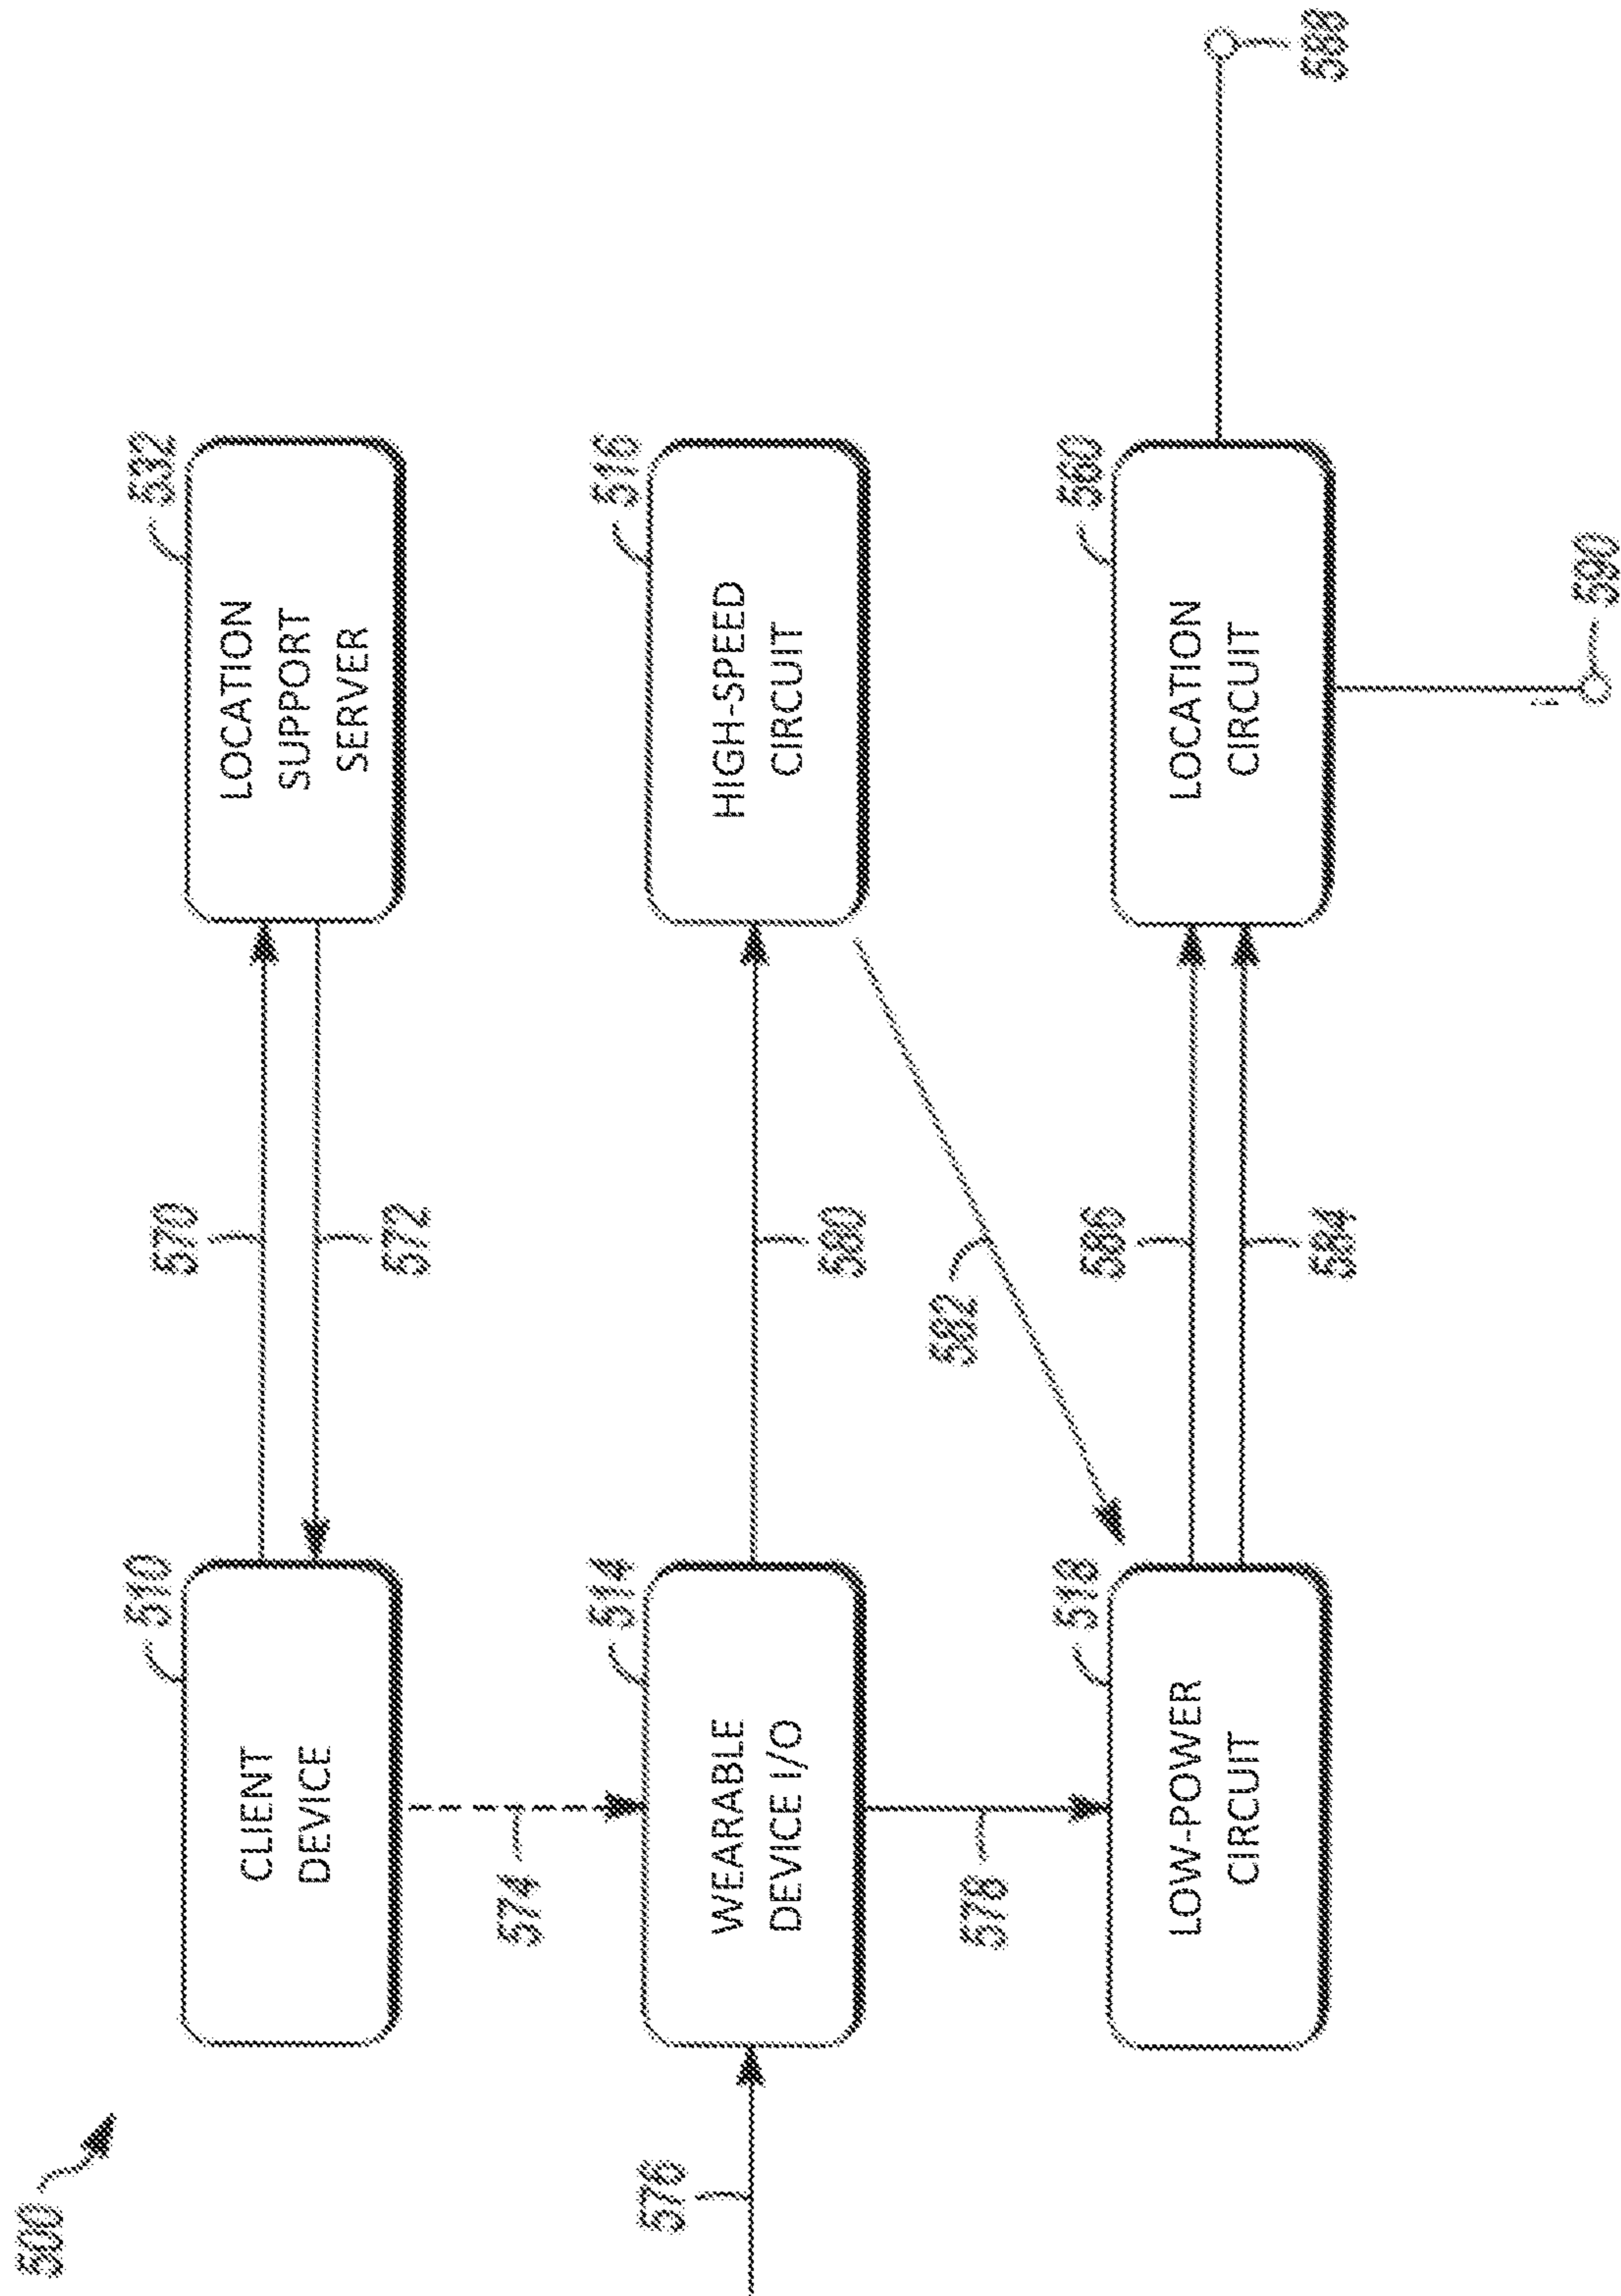 500
510
570
532
CLIENT
DEVICE
LOCATION
SUPPORT
SERVER
572
574
576
514
516
WEARABLE
DEVICE I/O
HIGH-SPEED
CIRCUIT
580
582
578
518
586
560
LOW-POWER
CIRCUIT
LOCATION
CIRCUIT
584
588
590